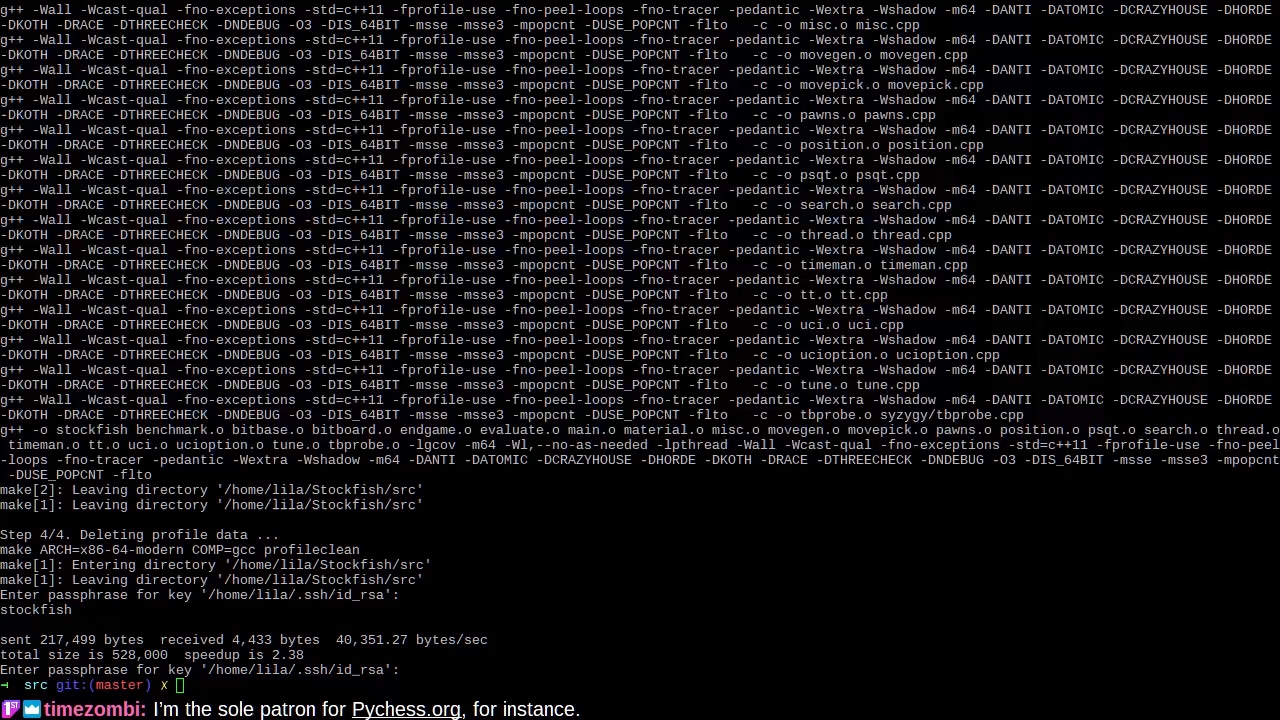 g++ -Wall -Wcast-qual -fno-exceptions -std=c++11 -fprofile-use -fno-peel-loops -fno-tracer -pedantic -Wextra -Wshadow -m64 -DANTI -DATOMIC -DCRAZYHOUSE -DHORDE
-DKOTH -DRACE -DTHREECHECK -DNDEBUG -O3 -DIS_64BIT -msse -msse3 -mpopcnt -DUSE_POPCNT -flto   -c -o misc.o misc.cpp
g++ -Wall -Wcast-qual -fno-exceptions -std=c++11 -fprofile-use -fno-peel-loops -fno-tracer -pedantic -Wextra -Wshadow -m64 -DANTI -DATOMIC -DCRAZYHOUSE -DHORDE
-DKOTH -DRACE -DTHREECHECK -DNDEBUG -O3 -DIS_64BIT -msse -msse3 -mpopcnt -DUSE_POPCNT -flto   -c -o movegen.o movegen.cpp
g++ -Wall -Wcast-qual -fno-exceptions -std=c++11 -fprofile-use -fno-peel-loops -fno-tracer -pedantic -Wextra -Wshadow -m64 -DANTI -DATOMIC -DCRAZYHOUSE -DHORDE
-DKOTH -DRACE -DTHREECHECK -DNDEBUG -O3 -DIS_64BIT -msse -msse3 -mpopcnt -DUSE_POPCNT -flto   -c -o movepick.o movepick.cpp
g++ -Wall -Wcast-qual -fno-exceptions -std=c++11 -fprofile-use -fno-peel-loops -fno-tracer -pedantic -Wextra -Wshadow -m64 -DANTI -DATOMIC -DCRAZYHOUSE -DHORDE
-DKOTH -DRACE -DTHREECHECK -DNDEBUG -O3 -DIS_64BIT -msse -msse3 -mpopcnt -DUSE_POPCNT -flto   -c -o pawns.o pawns.cpp
g++ -Wall -Wcast-qual -fno-exceptions -std=c++11 -fprofile-use -fno-peel-loops -fno-tracer -pedantic -Wextra -Wshadow -m64 -DANTI -DATOMIC -DCRAZYHOUSE -DHORDE
-DKOTH -DRACE -DTHREECHECK -DNDEBUG -O3 -DIS_64BIT -msse -msse3 -mpopcnt -DUSE_POPCNT -flto   -c -o position.o position.cpp
g++ -Wall -Wcast-qual -fno-exceptions -std=c++11 -fprofile-use -fno-peel-loops -fno-tracer -pedantic -Wextra -Wshadow -m64 -DANTI -DATOMIC -DCRAZYHOUSE -DHORDE
-DKOTH -DRACE -DTHREECHECK -DNDEBUG -O3 -DIS_64BIT -msse -msse3 -mpopcnt -DUSE_POPCNT -flto   -c -o psqt.o psqt.cpp
g++ -Wall -Wcast-qual -fno-exceptions -std=c++11 -fprofile-use -fno-peel-loops -fno-tracer -pedantic -Wextra -Wshadow -m64 -DANTI -DATOMIC -DCRAZYHOUSE -DHORDE
-DKOTH -DRACE -DTHREECHECK -DNDEBUG -O3 -DIS_64BIT -msse -msse3 -mpopcnt -DUSE_POPCNT -flto   -c -o search.o search.cpp
g++ -Wall -Wcast-qual -fno-exceptions -std=c++11 -fprofile-use -fno-peel-loops -fno-tracer -pedantic -Wextra -Wshadow -m64 -DANTI -DATOMIC -DCRAZYHOUSE -DHORDE
-DKOTH -DRACE -DTHREECHECK -DNDEBUG -O3 -DIS_64BIT -msse -msse3 -mpopcnt -DUSE_POPCNT -flto   -c -o thread.o thread.cpp
g++ -Wall -Wcast-qual -fno-exceptions -std=c++11 -fprofile-use -fno-peel-loops -fno-tracer -pedantic -Wextra -Wshadow -m64 -DANTI -DATOMIC -DCRAZYHOUSE -DHORDE
-DKOTH -DRACE -DTHREECHECK -DNDEBUG -O3 -DIS_64BIT -msse -msse3 -mpopcnt -DUSE_POPCNT -flto   -c -o timeman.o timeman.cpp
g++ -Wall -Wcast-qual -fno-exceptions -std=c++11 -fprofile-use -fno-peel-loops -fno-tracer -pedantic -Wextra -Wshadow -m64 -DANTI -DATOMIC -DCRAZYHOUSE -DHORDE
-DKOTH -DRACE -DTHREECHECK -DNDEBUG -O3 -DIS_64BIT -msse -msse3 -mpopcnt -DUSE_POPCNT -flto   -c -o tt.o tt.cpp
g++ -Wall -Wcast-qual -fno-exceptions -std=c++11 -fprofile-use -fno-peel-loops -fno-tracer -pedantic -Wextra -Wshadow -m64 -DANTI -DATOMIC -DCRAZYHOUSE -DHORDE
-DKOTH -DRACE -DTHREECHECK -DNDEBUG -O3 -DIS_64BIT -msse -msse3 -mpopcnt -DUSE_POPCNT -flto   -c -o uci.o uci.cpp
g++ -Wall -Wcast-qual -fno-exceptions -std=c++11 -fprofile-use -fno-peel-loops -fno-tracer -pedantic -Wextra -Wshadow -m64 -DANTI -DATOMIC -DCRAZYHOUSE -DHORDE
-DKOTH -DRACE -DTHREECHECK -DNDEBUG -O3 -DIS_64BIT -msse -msse3 -mpopcnt -DUSE_POPCNT -flto   -c -o ucioption.o ucioption.cpp
g++ -Wall -Wcast-qual -fno-exceptions -std=c++11 -fprofile-use -fno-peel-loops -fno-tracer -pedantic -Wextra -Wshadow -m64 -DANTI -DATOMIC -DCRAZYHOUSE -DHORDE
-DKOTH -DRACE -DTHREECHECK -DNDEBUG -O3 -DIS_64BIT -msse -msse3 -mpopcnt -DUSE_POPCNT -flto   -c -o tune.o tune.cpp
g++ -Wall -Wcast-qual -fno-exceptions -std=c++11 -fprofile-use -fno-peel-loops -fno-tracer -pedantic -Wextra -Wshadow -m64 -DANTI -DATOMIC -DCRAZYHOUSE -DHORDE
-DKOTH -DRACE -DTHREECHECK -DNDEBUG -O3 -DIS_64BIT -msse -msse3 -mpopcnt -DUSE_POPCNT -flto   -c -o tbprobe.o syzygy/tbprobe.cpp
g++ -o stockfish benchmark.o bitbase.o bitboard.o endgame.o evaluate.o main.o material.o misc.o movegen.o movepick.o pawns.o position.o psqt.o search.o thread.o
 timeman.o tt.o uci.o ucioption.o tune.o tbprobe.o -lgcov -m64 -Wl,--no-as-needed -lpthread -Wall -Wcast-qual -fno-exceptions -std=c++11 -fprofile-use -fno-peel
-loops -fno-tracer -pedantic -Wextra -Wshadow -m64 -DANTI -DATOMIC -DCRAZYHOUSE -DHORDE -DKOTH -DRACE -DTHREECHECK -DNDEBUG -O3 -DIS_64BIT -msse -msse3 -mpopcnt
 -DUSE_POPCNT -flto
make[2]: Leaving directory '/home/lila/Stockfish/src'
make[1]: Leaving directory '/home/lila/Stockfish/src'

Step 4/4. Deleting profile data ...
make ARCH=x86-64-modern COMP=gcc profileclean
make[1]: Entering directory '/home/lila/Stockfish/src'
make[1]: Leaving directory '/home/lila/Stockfish/src'
Enter passphrase for key '/home/lila/.ssh/id_rsa':
stockfish

sent 217,499 bytes  received 4,433 bytes  40,351.27 bytes/sec
total size is 528,000  speedup is 2.38
Enter passphrase for key '/home/lila/.ssh/id_rsa':
→  src git:(master) ✗
1ST timezombi: I'm the sole patron for Pychess.org, for instance.